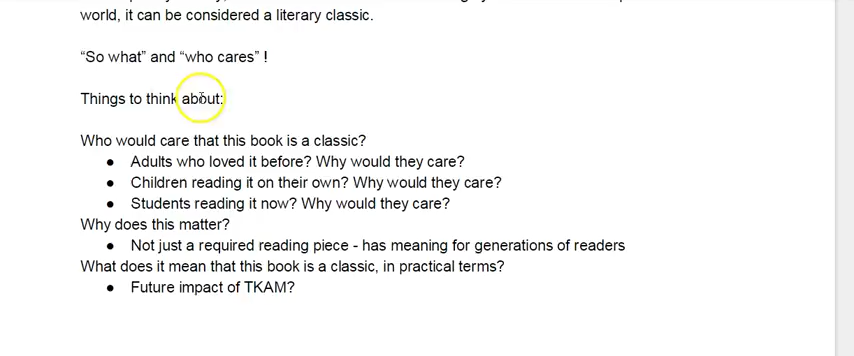 world, it can be considered a literary classic.
“So what” and “who cares” !
Things to think about:
Who would care that this book is a classic?
● Adults who loved it before? Why would they care?
● Children reading it on their own? Why would they care?
● Students reading it now? Why would they care?
Why does this matter?
● Not just a required reading piece - has meaning for generations of readers
What does it mean that this book is a classic, in practical terms?
● Future impact of TKAM?